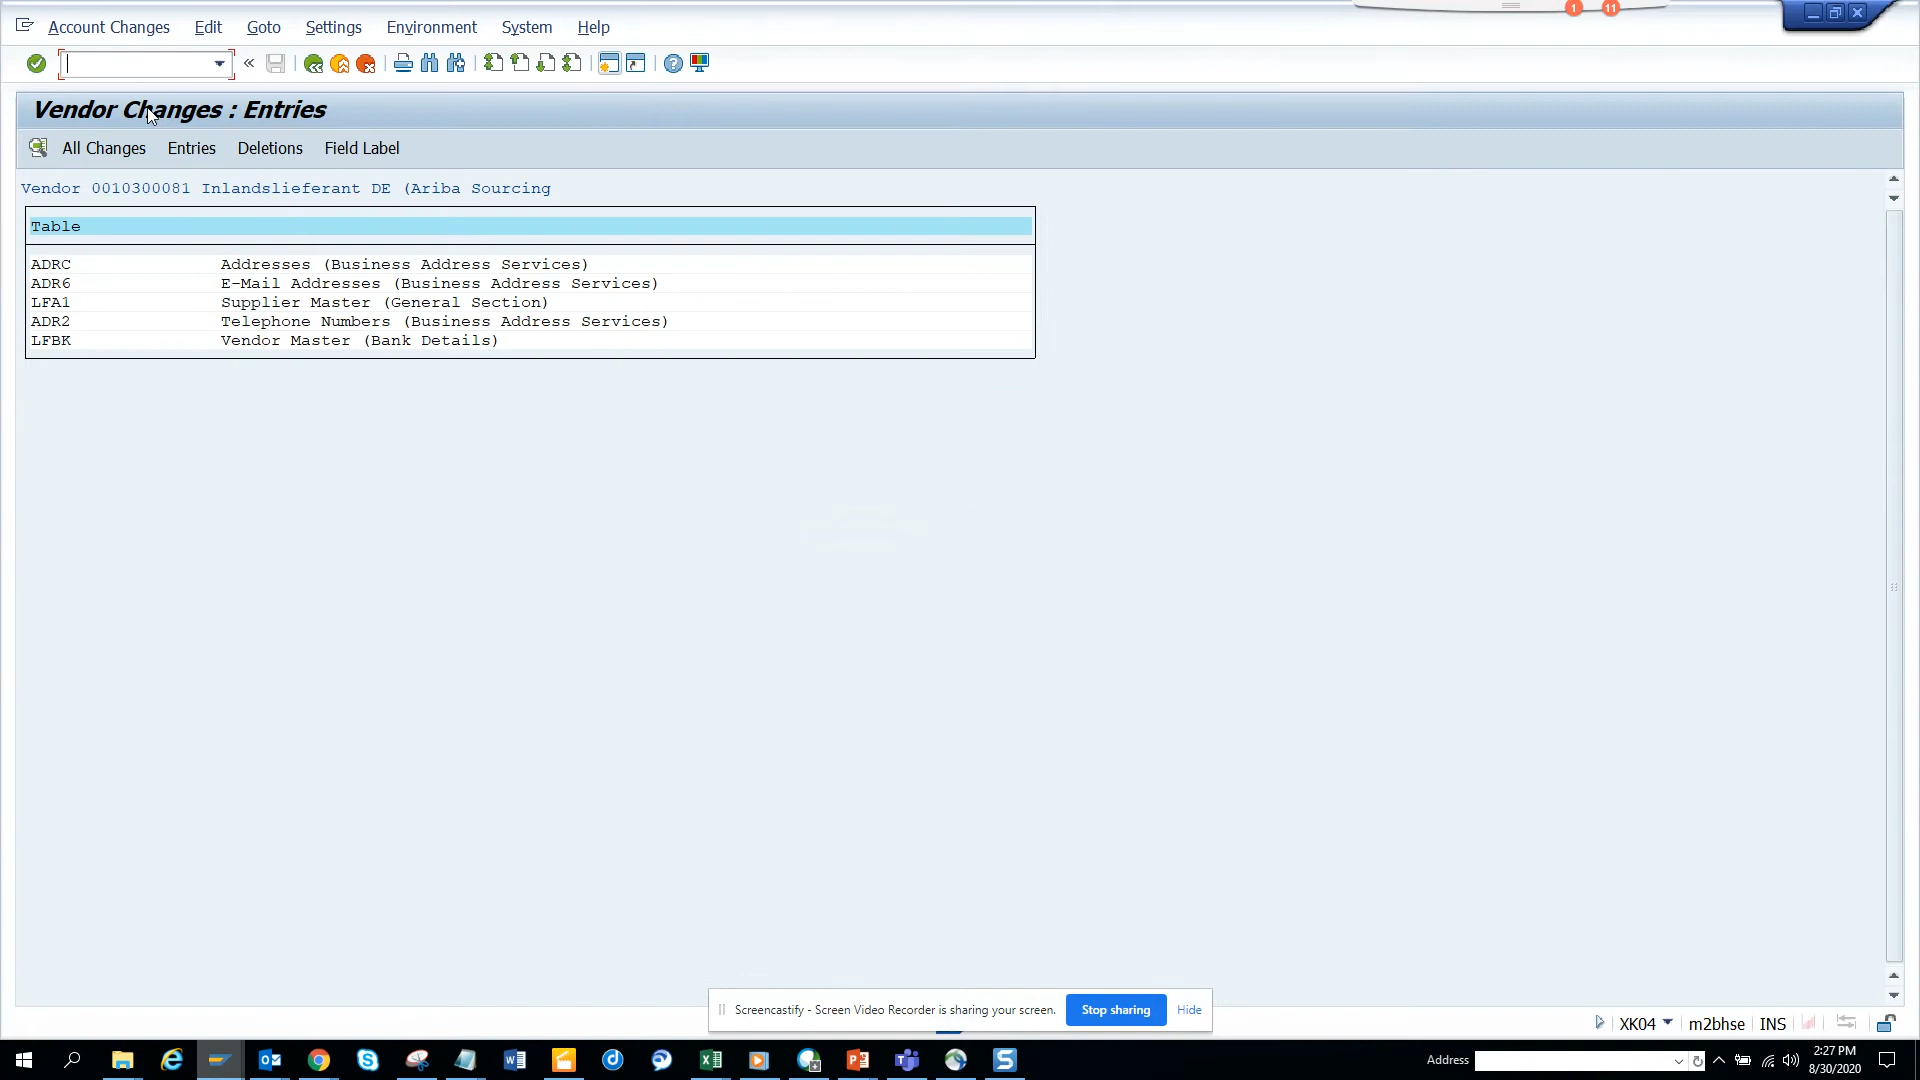 Account Changes Edit Goto Settings Environment System Help
1 11
«
Vendor Changes : Entries
All Changes Entries Deletions Field Label
Vendor 0010300081 Inlandslieferant DE (Ariba Sourcing
Table
ADRC Addresses (Business Address Services)
ADR6 E-Mail Addresses (Business Address Services)
LFA1 Supplier Master (General Section)
ADR2 Telephone Numbers (Business Address Services)
LFBK Vendor Master (Bank Details)
Screencastify - Screen Video Recorder is sharing your screen. Stop sharing Hide
XK04 m2bhse INS
Address
2:27 PM
8/30/2020